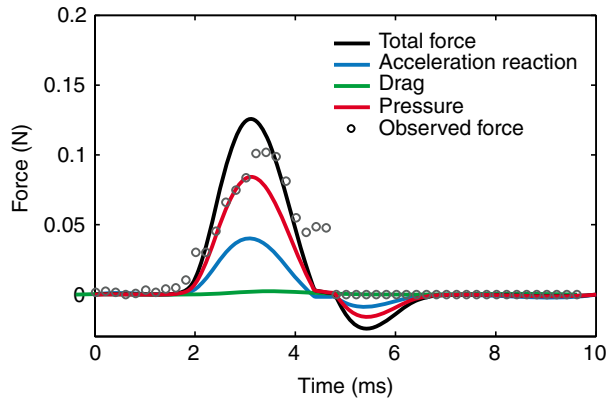 0.2
0.15
0.1
0.05
0
Force (N)
Total force
Acceleration reaction
Drag
Pressure
Observed force
0
2
4
6
8
10
Time (ms)